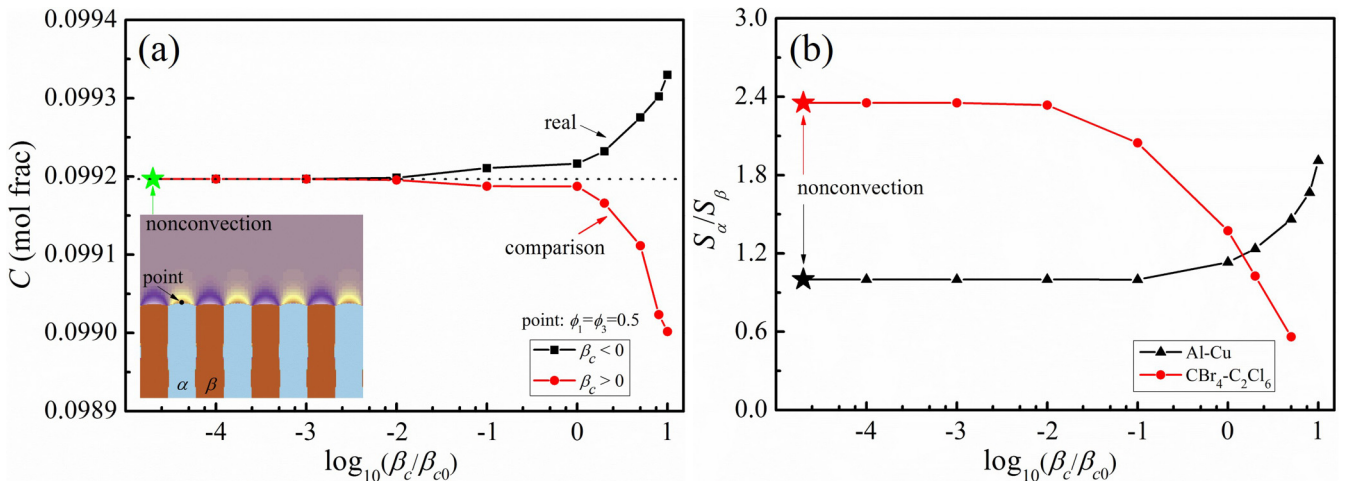 (a)
C (mol frac)
0.0994
0.0993
0.0992
0.0991
0.0990
0.0989
real
nonconvection
point
comparison
α β
point: ϕ₁=ϕ₃=0.5
β_c < 0
β_c > 0
-4 -3 -2 -1 0 1
log₁₀(β_c/β_c0)
(b)
S_α/S_β
3.0
2.4
1.8
1.2
0.6
0.0
nonconvection
Al-Cu
CBr₄-C₂Cl₆
-4 -3 -2 -1 0 1
log₁₀(β_c/β_c0)